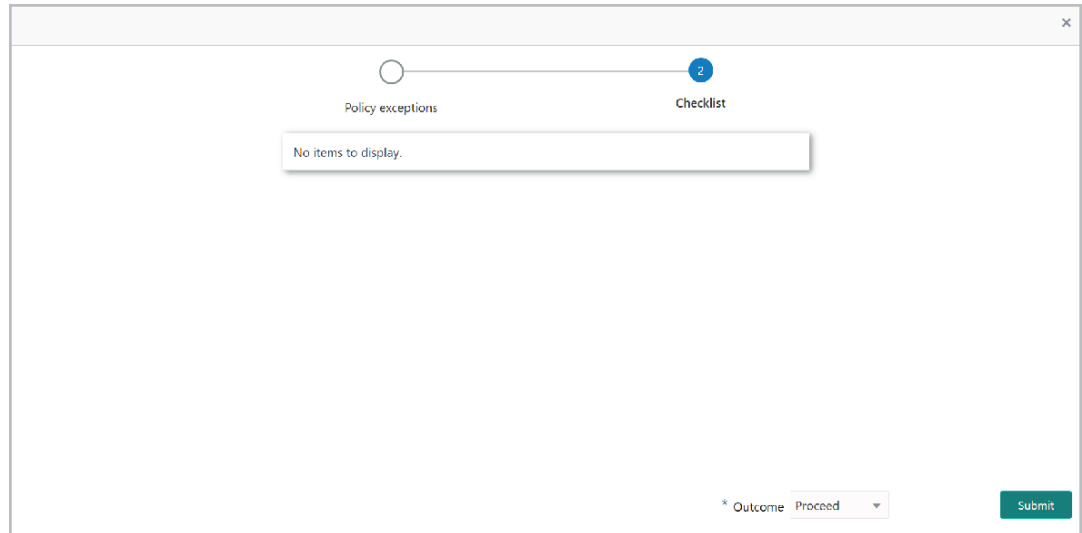 ×
2
Policy exceptions
Checklist
No items to display.
* Outcome Proceed
Submit